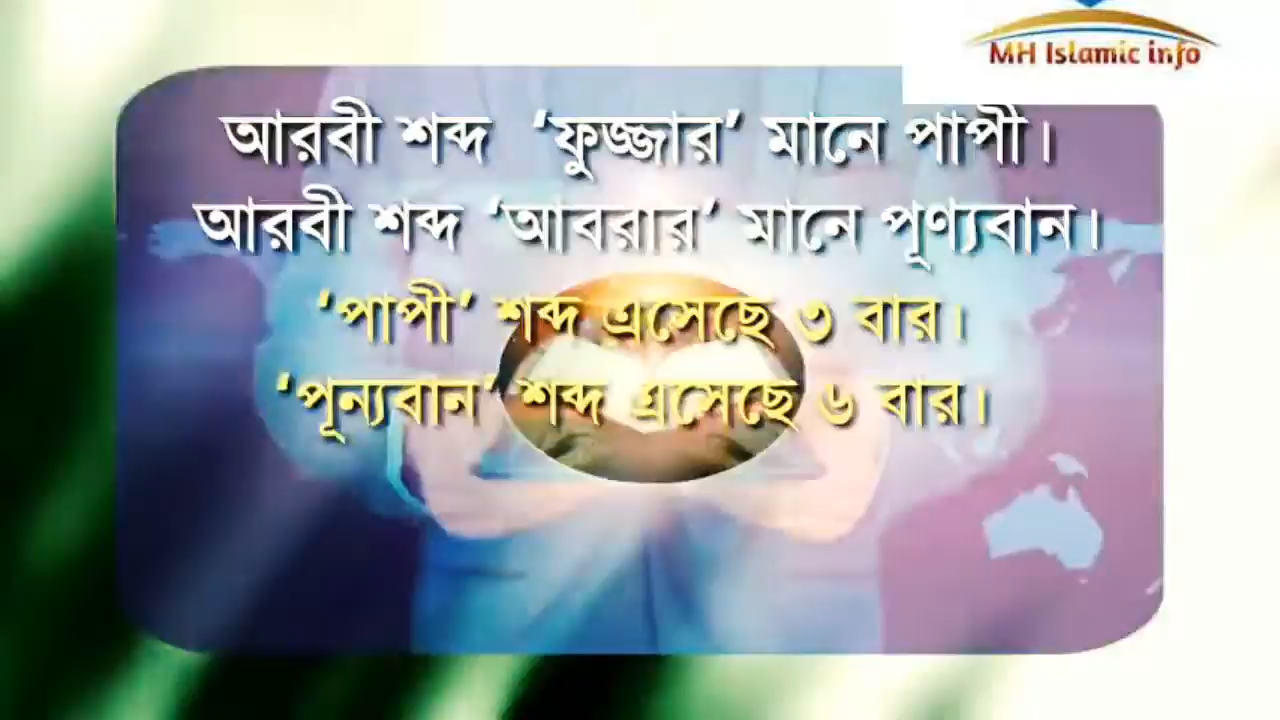 MH Islamic info
আরবী শব্দ ‘ফুজ্জার’ মানে পাপী।
আরবী শব্দ ‘আবরার’ মানে পূণ্যবান।
‘পাপী’ শব্দ এসেছে ৩ বার।
‘পূন্যবান’ শব্দ এসেছে ৬ বার।